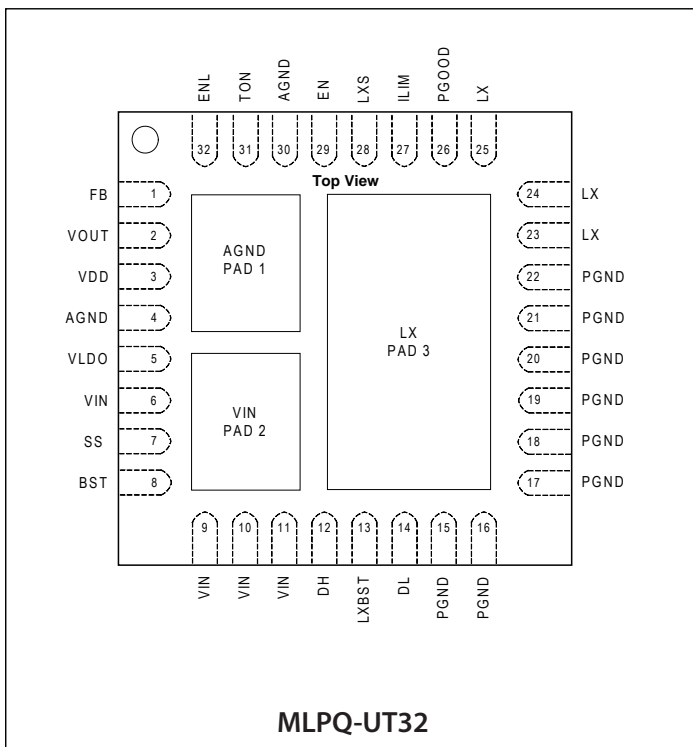 ENL
TON
AGND
EN
LXS
ILIM
PGOOD
LX
32
31
30
29
28
27
26
25
Top View
FB 1
VOUT 2
VDD 3
AGND 4
VLDO 5
VIN 6
SS 7
BST 8
AGND
PAD 1
VIN
PAD 2
LX
PAD 3
24 LX
23 LX
22 PGND
21 PGND
20 PGND
19 PGND
18 PGND
17 PGND
9
10
11
12
13
14
15
16
VIN
VIN
VIN
DH
LXBST
DL
PGND
PGND
MLPQ-UT32